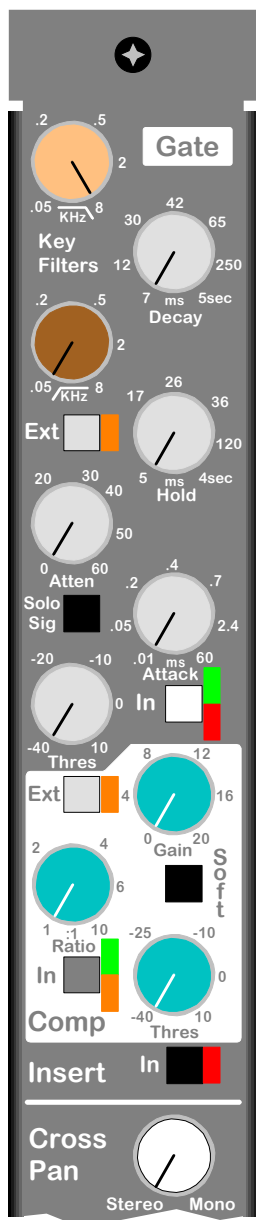 .2 .5
Gate
2
.05 KHz 8
42
30 65
Key
Filters
12 250
7 ms 5sec
Decay
.2 .5
2
.05 KHz 8
26
17 36
Ext
120
5 ms 4sec
Hold
20 30
40
50
0 60
Atten
.4
.2 .7
Solo
Sig
.05 2.4
.01 ms 60
Attack
-20 -10
In
0
-40 10
Thres
8 12
Ext
4 16
0 20
Gain
2 4
6
Soft
1 :1 10
Ratio
-25 -10
In
0
-40 10
Thres
Comp
In
Insert
Cross
Pan
Stereo Mono